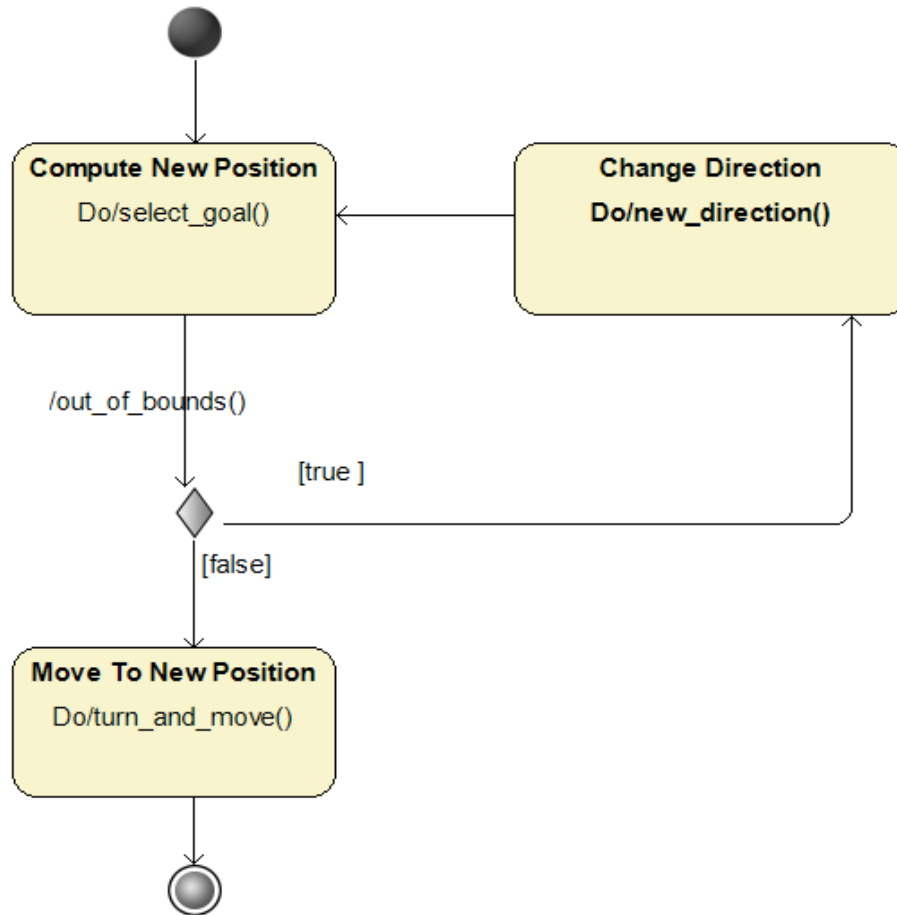 Compute New Position
Do/select_goal()
Change Direction
Do/new_direction()
/out_of_bounds()
[true ]
[false]
Move To New Position
Do/turn_and_move()